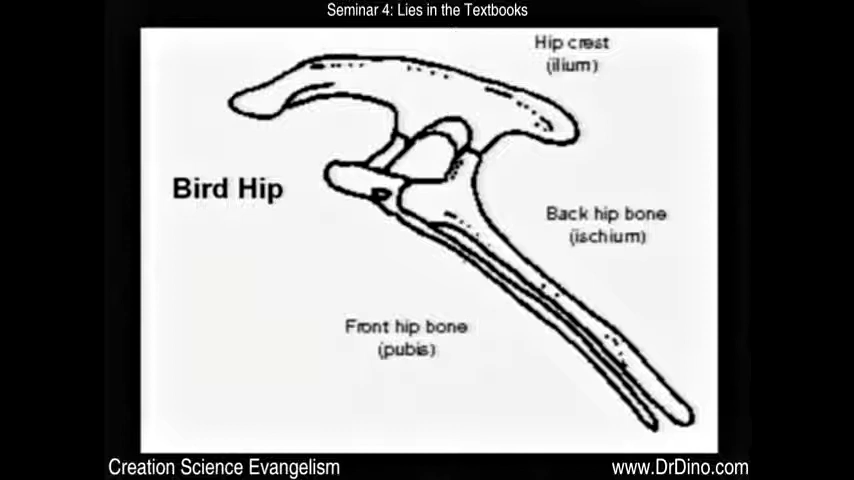 Seminar 4: Lies in the Textbooks
Hip crest
(ilium)
Bird Hip
Back hip bone
(ischium)
Front hip bone
(pubis)
Creation Science Evangelism
www.DrDino.com